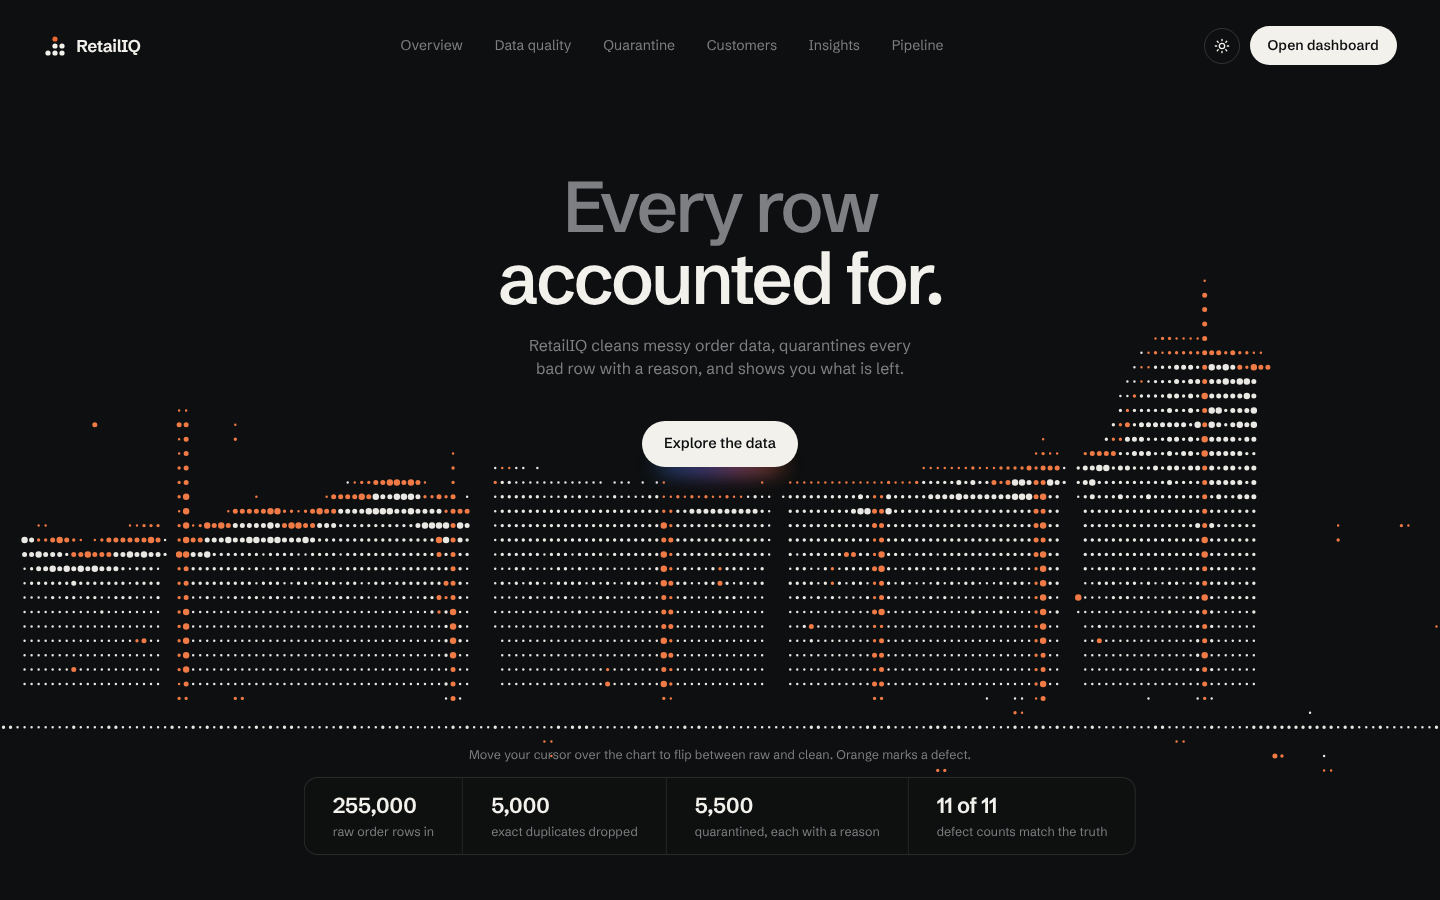 RetailIQ
Overview
Data quality
Quarantine
Customers
Insights
Pipeline
Open dashboard
Every row
accounted for.
RetailIQ cleans messy order data, quarantines every
bad row with a reason, and shows you what is left.
Explore the data
Move your cursor over the chart to flip between raw and clean. Orange marks a defect.
255,000
raw order rows in
5,000
exact duplicates dropped
5,500
quarantined, each with a reason
11 of 11
defect counts match the truth